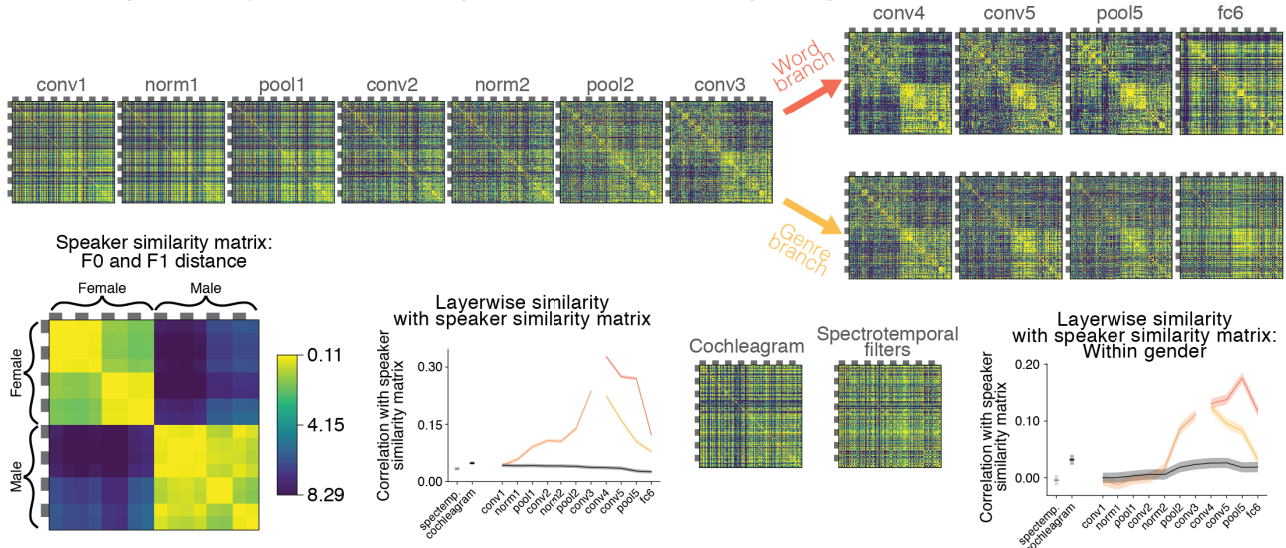 conv4 conv5 pool5 fc6
Word
branch
conv1 norm1 pool1 conv2 norm2 pool2 conv3
Genre
branch
Speaker similarity matrix:
F0 and F1 distance
Female Male
Female
Male
0.11
4.15
8.29
Layerwise similarity
with speaker similarity matrix
Correlation with speaker
similarity matrix
0.30
0.15
0.00
spectemp.
cochleagram
conv1
norm1
pool1
conv2
norm2
pool2
conv3
conv4
conv5
pool5
fc6
Cochleagram
Spectrotemporal
filters
Layerwise similarity
with speaker similarity matrix:
Within gender
Correlation with speaker
similarity matrix
0.20
0.10
0.00
spectemp.
cochleagram
conv1
norm1
pool1
conv2
norm2
pool2
conv3
conv4
conv5
pool5
fc6